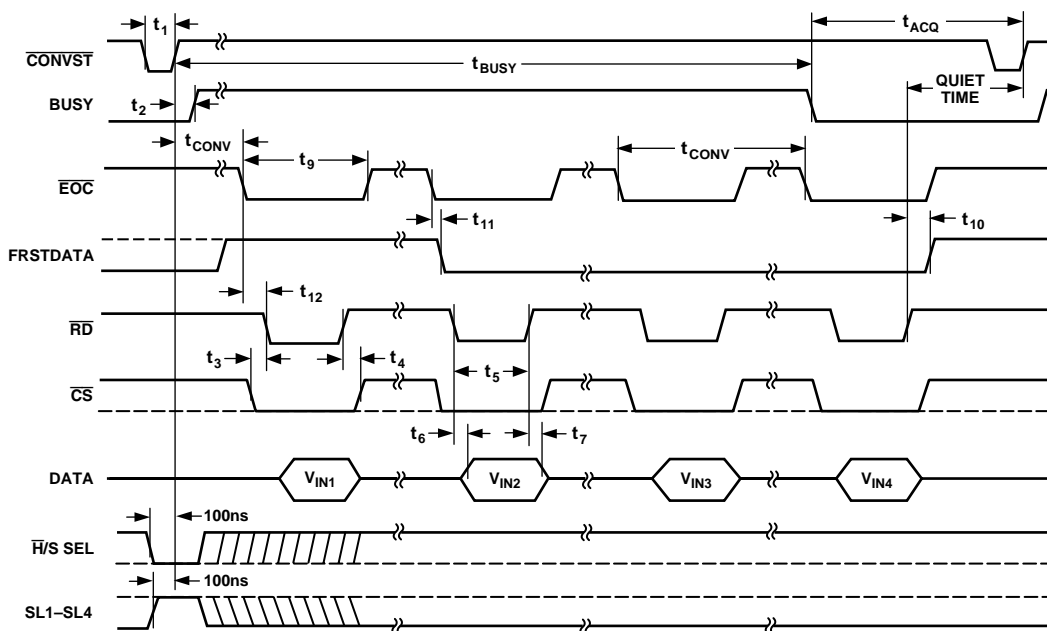 t1
tACQ
CONVST
tBUSY
QUIET
TIME
BUSY
t2
tCONV
t9
tCONV
EOC
t11
t10
FRSTDATA
t12
RD
t3
t4
t5
CS
t6
t7
DATA
VIN1
VIN2
VIN3
VIN4
100ns
H/S SEL
100ns
SL1–SL4